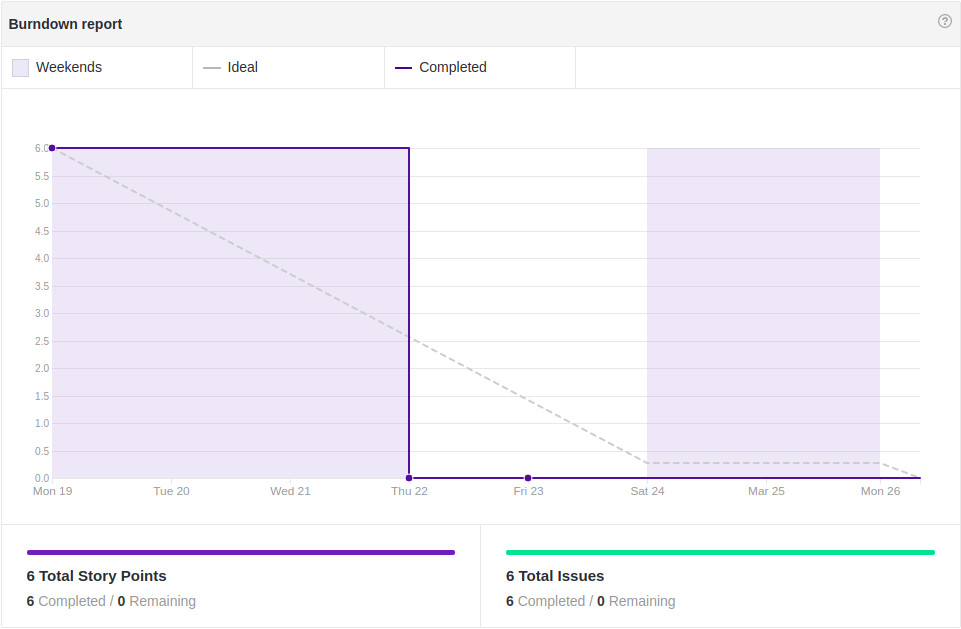 Burndown report
Weekends
Ideal
Completed
6.0
5.5
5.0
4.5
4.0
3.5
3.0
2.5
2.0
1.5
1.0
0.5
0.0
Mon 19 Tue 20 Wed 21 Thu 22 Fri 23 Sat 24 Mar 25 Mon 26
6 Total Story Points
6 Completed / 0 Remaining
6 Total Issues
6 Completed / 0 Remaining